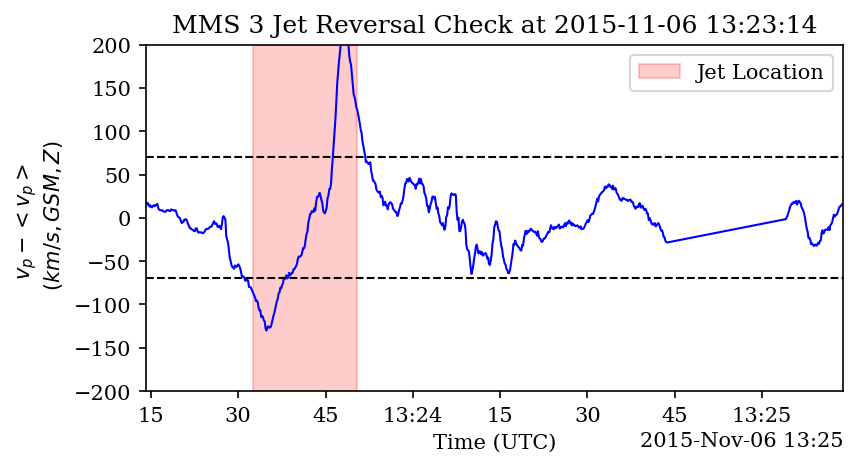 MMS 3 Jet Reversal Check at 2015-11-06 13:23:14
200
150
100
50
0
−50
−100
−150
−200
v_p − < v_p >
(km/s, GSM, Z)
Jet Location
15 30 45 13:24 15 30 45 13:25
Time (UTC)
2015-Nov-06 13:25